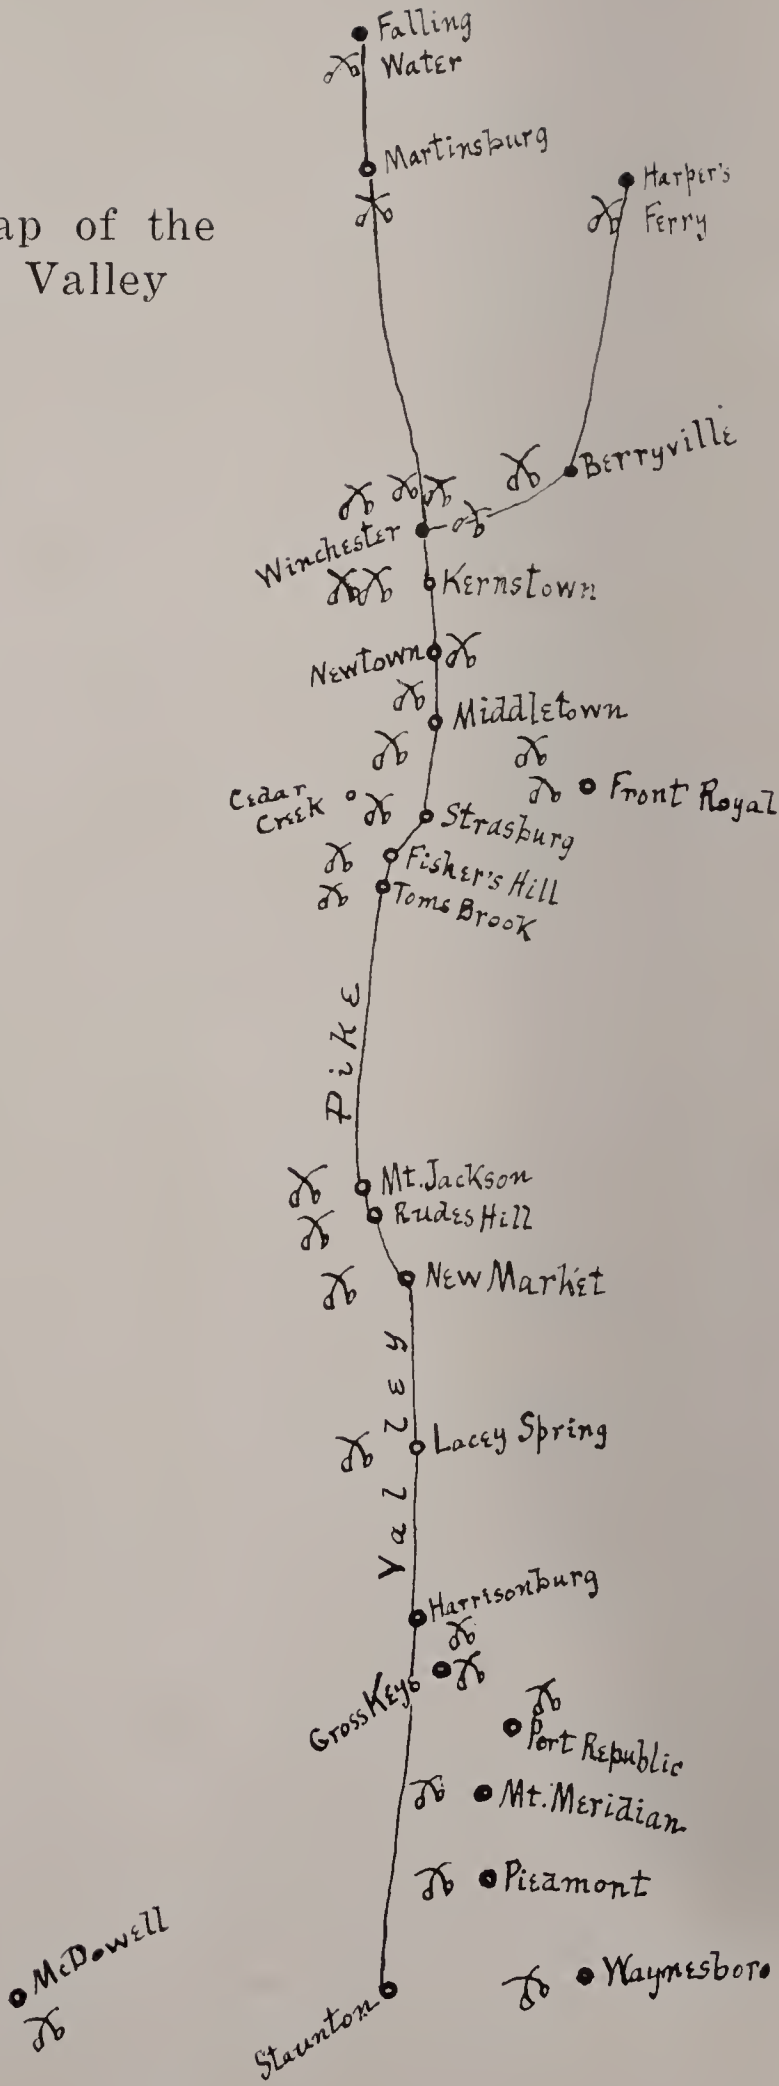 Falling
Water
Martinsburg
Harper's
Ferry
ap of the
Valley
Berryville
Winchester
Kernstown
Newtown
Middletown
Front Royal
Cedar
Creek
Strasburg
Fisher's Hill
Toms Brook
Pike
Mt. Jackson
Rudes Hill
New Market
Valley
Lacey Spring
Harrisonburg
Cross Keys
Port Republic
Mt. Meridian
Piedmont
McDowell
Waynesboro
Staunton